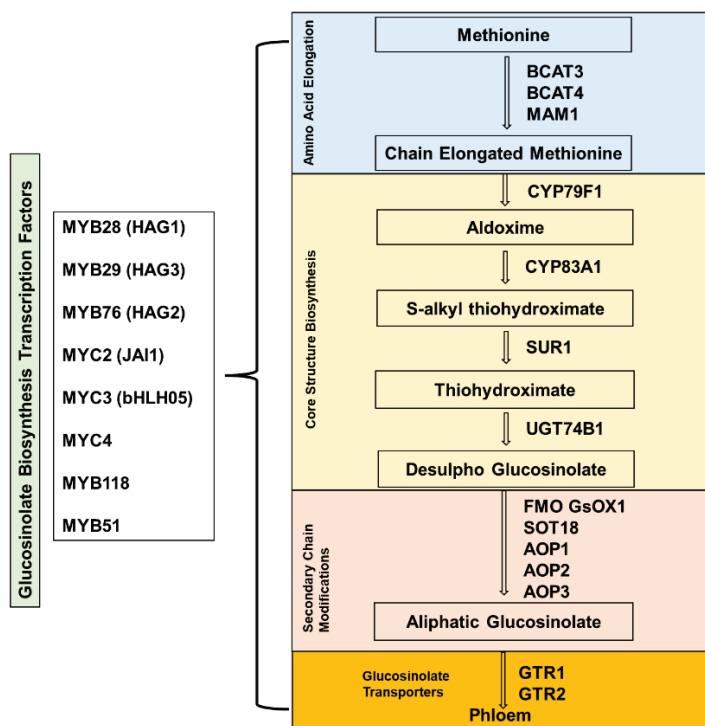 Glucosinolate Biosynthesis Transcription Factors
MYB28 (HAG1)
MYB29 (HAG3)
MYB76 (HAG2)
MYC2 (JAI1)
MYC3 (bHLH05)
MYC4
MYB118
MYB51
Amino Acid Elongation
Methionine
BCAT3
BCAT4
MAM1
Chain Elongated Methionine
Core Structure Biosynthesis
CYP79F1
Aldoxime
CYP83A1
S-alkyl thiohydroximate
SUR1
Thiohydroximate
UGT74B1
Desulpho Glucosinolate
Secondary Chain
Modifications
FMO GsOX1
SOT18
AOP1
AOP2
AOP3
Aliphatic Glucosinolate
Glucosinolate
Transporters
GTR1
GTR2
Phloem